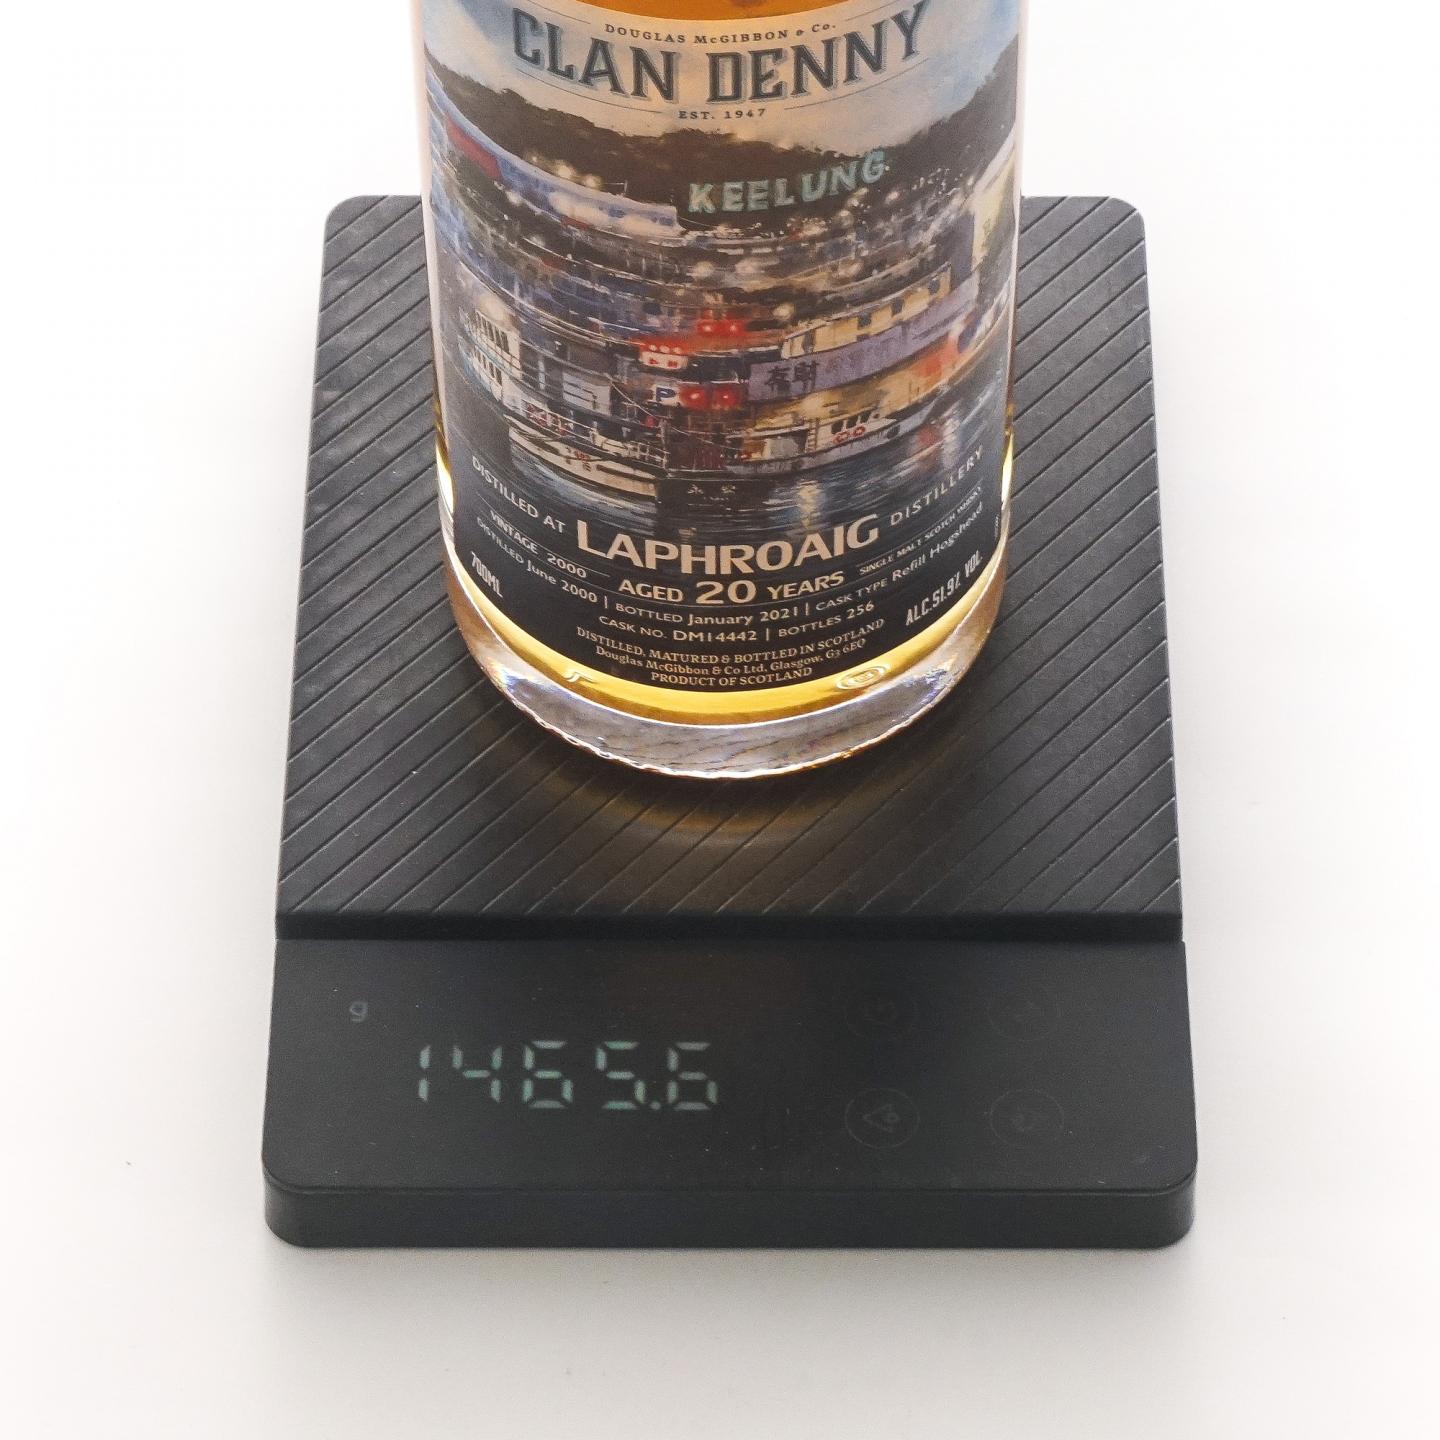 DOUGLAS McGIBBON & Co.
CLAN DENNY
EST. 1947
KEELUNG
P
DISTILLED AT LAPHROAIG DISTILLERY
VINTAGE 2000 AGED 20 YEARS SINGLE MALT SCOTCH WHISKY
DISTILLED June 2000 | BOTTLED January 2021 | CASK TYPE Refill Hogshead
700ML CASK NO. DM14442 | BOTTLES 256 ALC.51.9% VOL.
DISTILLED, MATURED & BOTTLED IN SCOTLAND
Douglas McGibbon & Co Ltd. Glasgow, G3 6EQ
PRODUCT OF SCOTLAND
g
1465.6